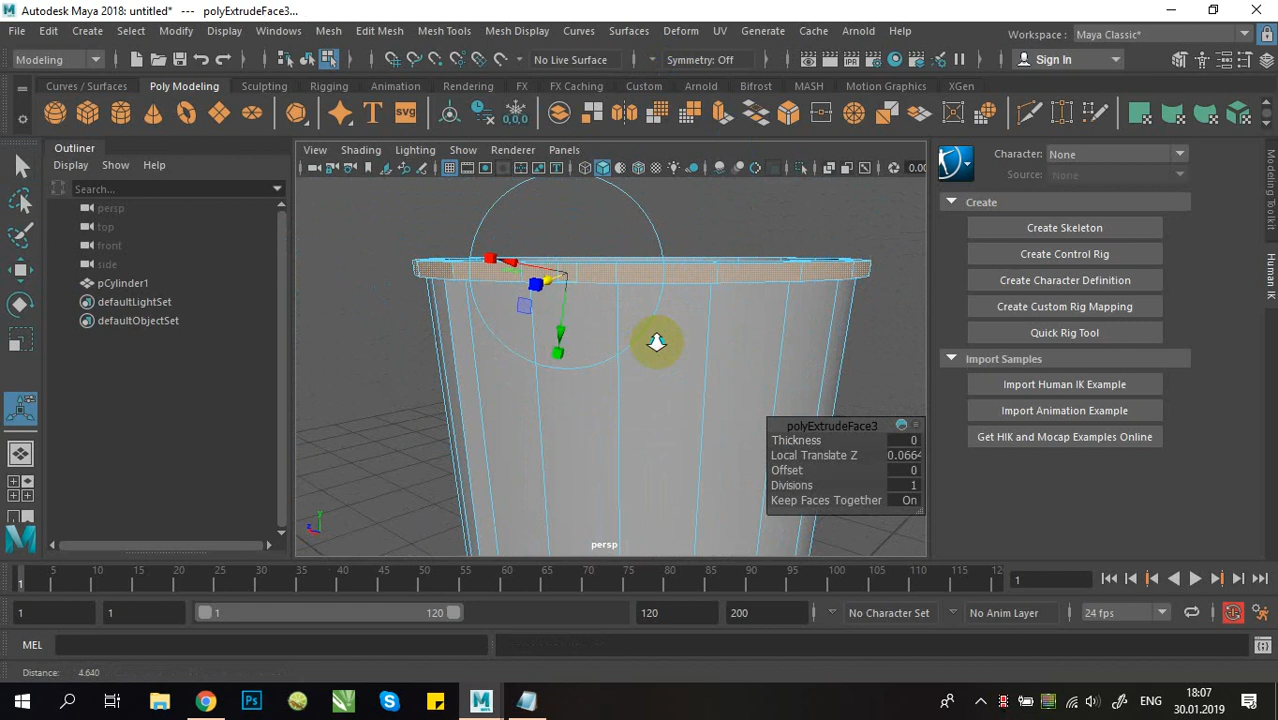 Autodesk Maya 2018: untitled* --- polyExtrudeFace3...
File Edit Create Select Modify Display Windows Mesh Edit Mesh Mesh Tools Mesh Display Curves Surfaces Deform UV Generate Cache Arnold Help
Workspace : Maya Classic*
Modeling No Live Surface Symmetry: Off Sign In
Curves / Surfaces Poly Modeling Sculpting Rigging Animation Rendering FX FX Caching Custom Arnold Bifrost MASH Motion Graphics XGen
T SVG 0,0,0
Outliner
Display Show Help
Search...
persp
top
front
side
pCylinder1
defaultLightSet
defaultObjectSet
View Shading Lighting Show Renderer Panels
0.00
polyExtrudeFace3
Thickness 0
Local Translate Z 0.0664
Offset 0
Divisions 1
Keep Faces Together On
persp
Character: None
Source: None
Create
Create Skeleton
Create Control Rig
Create Character Definition
Create Custom Rig Mapping
Quick Rig Tool
Import Samples
Import Human IK Example
Import Animation Example
Get HIK and Mocap Examples Online
Modeling Toolkit
Human IK
1 5 10 15 20 25 30 35 40 45 50 55 60 65 70 75 80 85 90 95 100 105 110 115 12
1
1 1 1 120 120 200 No Character Set No Anim Layer 24 fps
MEL
Distance: 4.640
ENG
18:07
30.01.2019